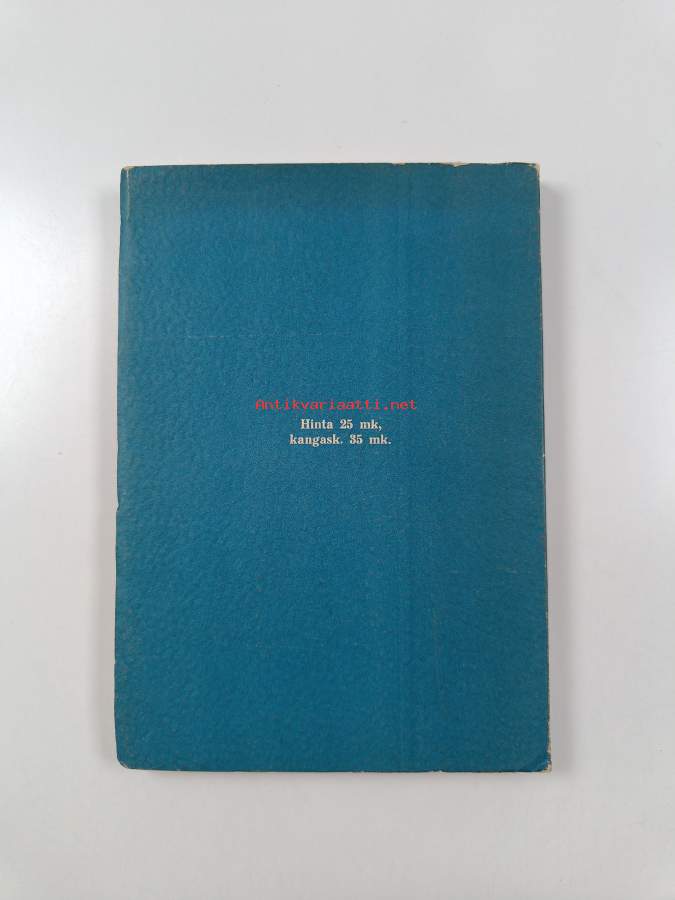 Antikvariaatti.net
Hinta 25 mk,
kangask. 35 mk.